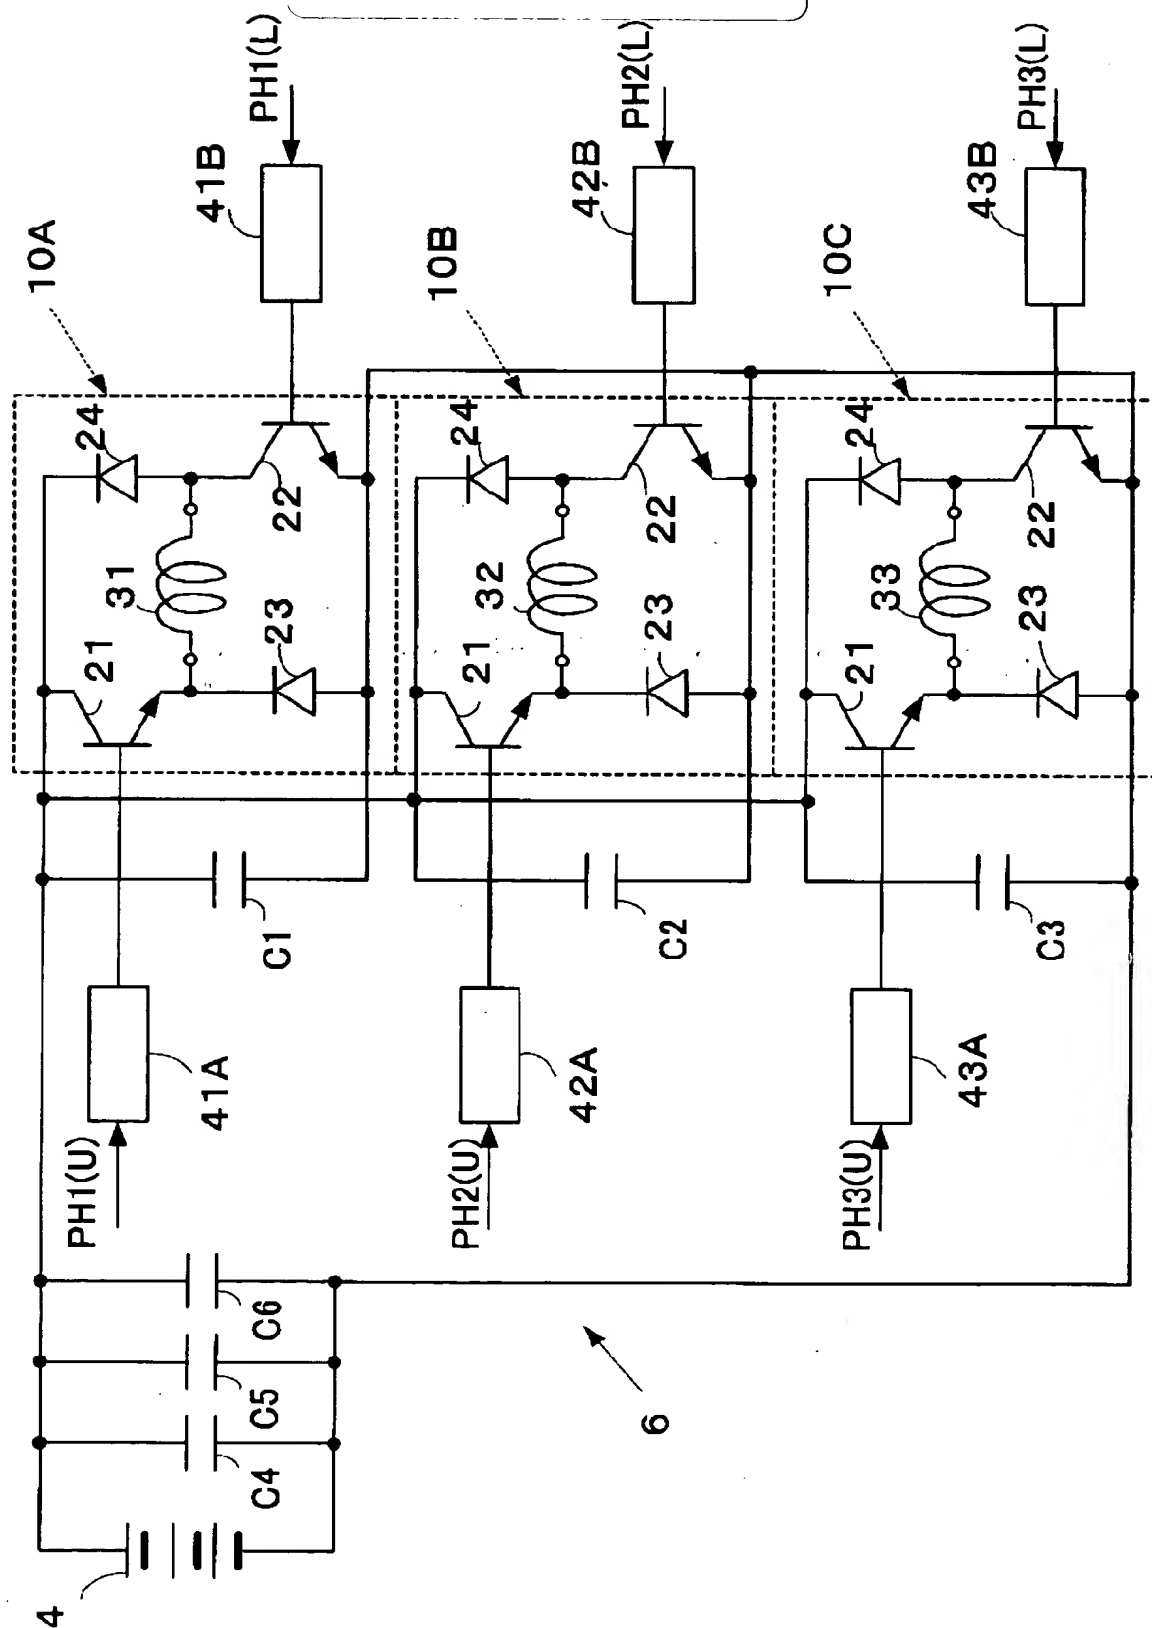 10A
10B
10C
PH1(L)
PH2(L)
PH3(L)
41B
42B
43B
24
24
24
22
22
22
31
32
33
21
21
21
23
23
23
C1
C2
C3
41A
42A
43A
PH1(U)
PH2(U)
PH3(U)
C6
C5
C4
4
6